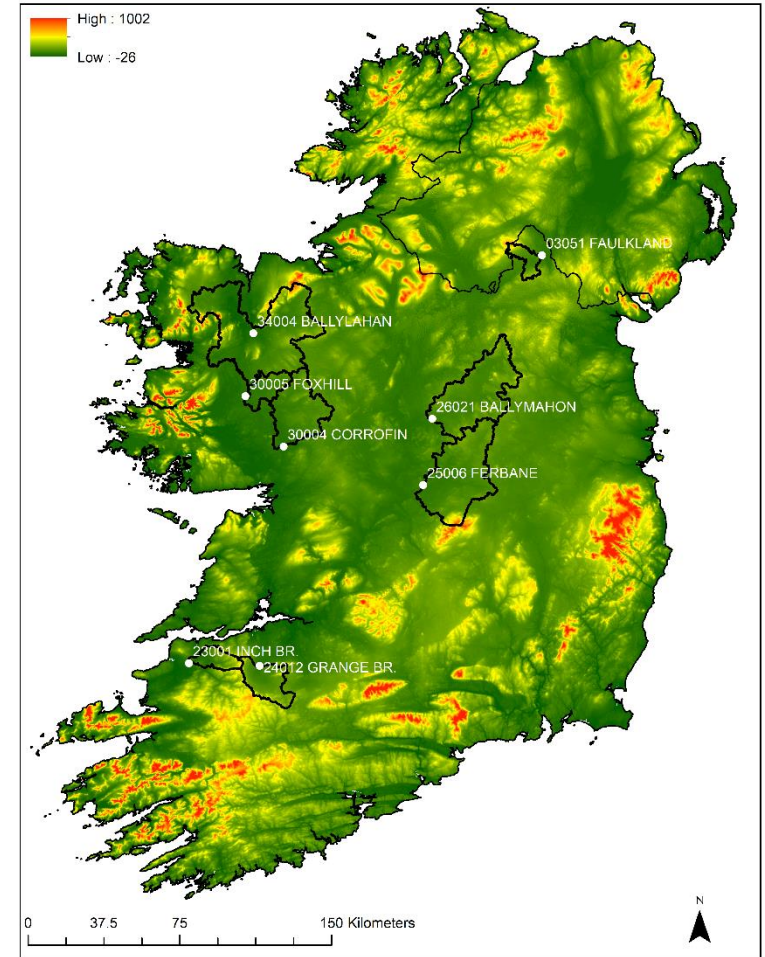 High : 1002
Low : -26
03051 FAULKLAND
34004 BALLYLAHAN
30005 FOXHILL
26021 BALLYMAHON
30004 CORROFIN
25006 FERBANE
23001 INCH BR.
24012 GRANGE BR.
N
0 37.5 75 150 Kilometers